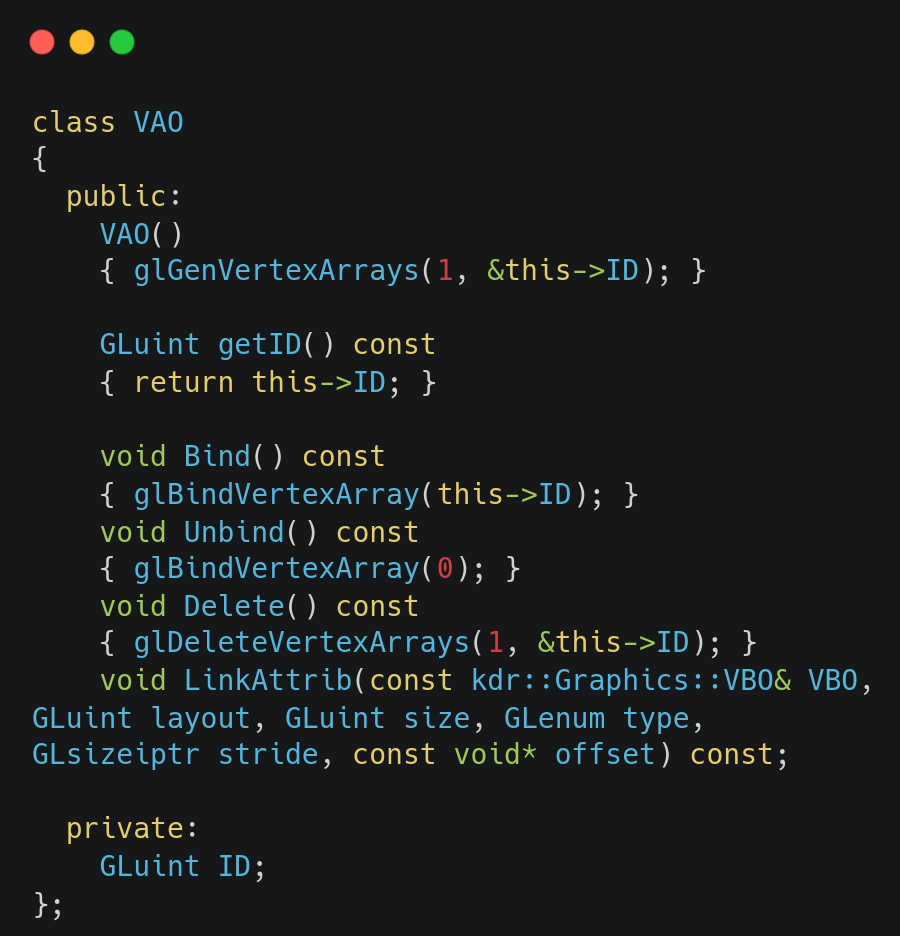 class VAO
{
  public:
    VAO()
    { glGenVertexArrays(1, &this->ID); }

    GLuint getID() const
    { return this->ID; }

    void Bind() const
    { glBindVertexArray(this->ID); }
    void Unbind() const
    { glBindVertexArray(0); }
    void Delete() const
    { glDeleteVertexArrays(1, &this->ID); }
    void LinkAttrib(const kdr::Graphics::VBO& VBO,
GLuint layout, GLuint size, GLenum type,
GLsizeiptr stride, const void* offset) const;

  private:
    GLuint ID;
};